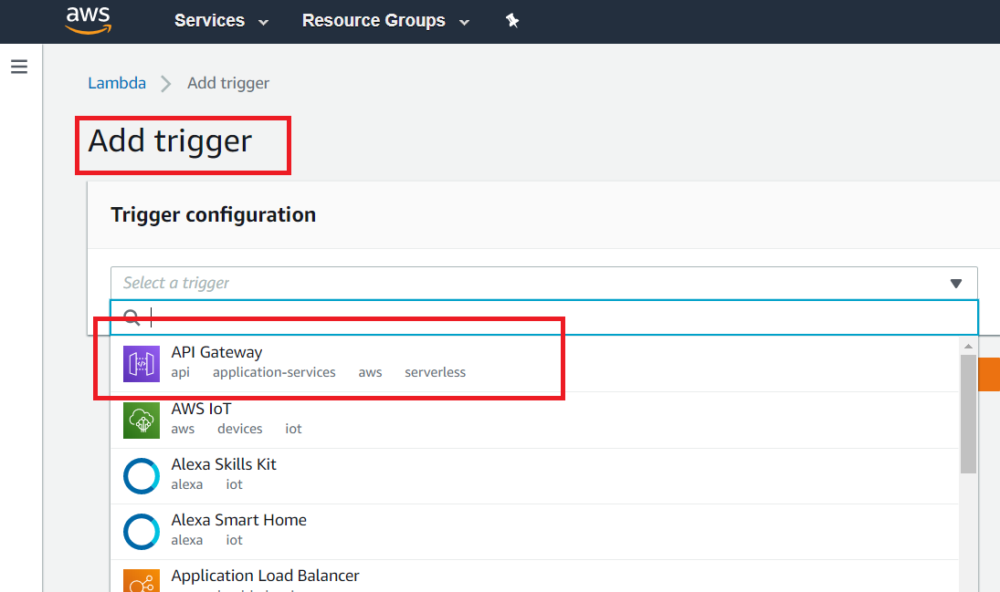 aws Services Resource Groups
Lambda Add trigger
Add trigger
Trigger configuration
Select a trigger
API Gateway
api application-services aws serverless
AWS IoT
aws devices iot
Alexa Skills Kit
alexa iot
Alexa Smart Home
alexa iot
Application Load Balancer